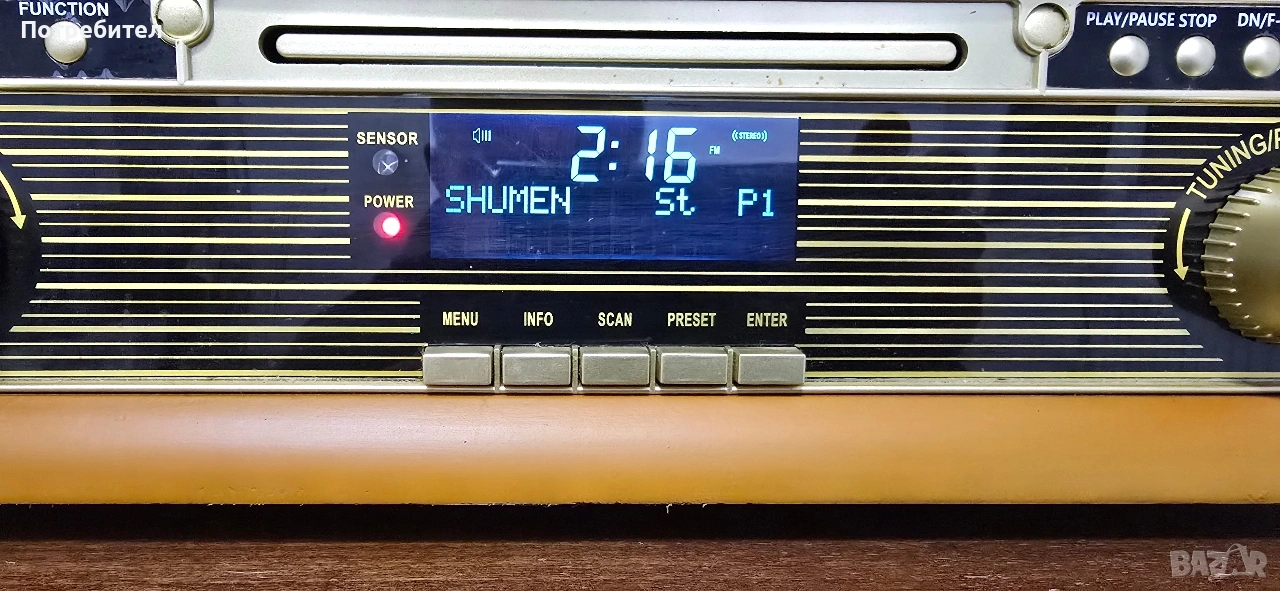 FUNCTION
Потребител
PLAY/PAUSE STOP
SENSOR
POWER
2:16
FM
((STEREO))
SHUMEN St P1
TUNING/
MENU INFO SCAN PRESET ENTER
BAZAR